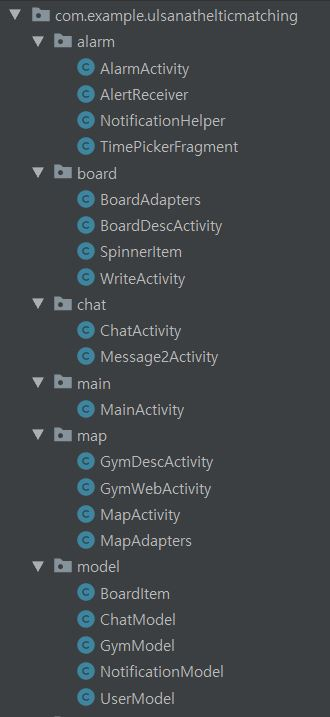 com.example.ulsanathelticmatching
alarm
AlarmActivity
AlertReceiver
NotificationHelper
TimePickerFragment
board
BoardAdapters
BoardDescActivity
SpinnerItem
WriteActivity
chat
ChatActivity
Message2Activity
main
MainActivity
map
GymDescActivity
GymWebActivity
MapActivity
MapAdapters
model
BoardItem
ChatModel
GymModel
NotificationModel
UserModel